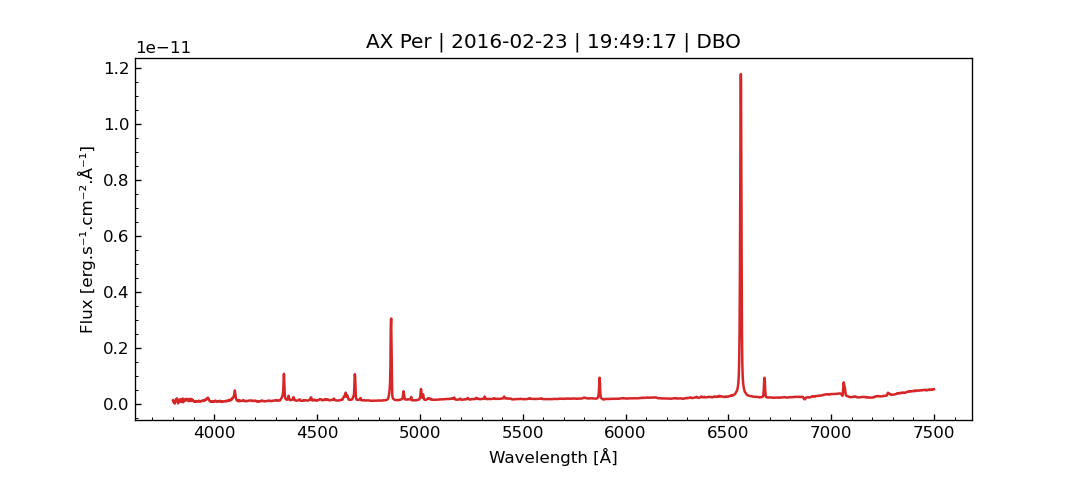 AX Per | 2016-02-23 | 19:49:17 | DBO
1e−11
1.2
1.0
0.8
0.6
0.4
0.2
0.0
Flux [erg.s⁻¹.cm⁻².Å⁻¹]
4000 4500 5000 5500 6000 6500 7000 7500
Wavelength [Å]